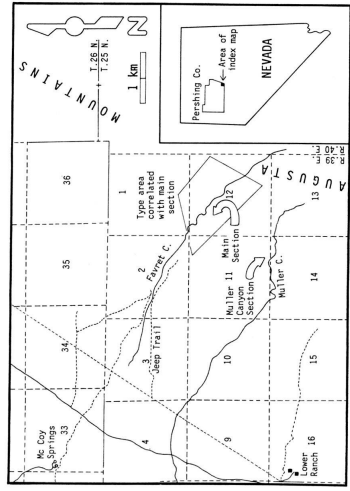 N
T.26 N.
T.25 N.
1 km
MOUNTAINS
Pershing Co.
Area of
index map
NEVADA
R.39 E.
R.40 E.
AUGUSTA
36
35
34
33
Mc Coy
Springs
1
Type area
correlated
with main
section
2
Favret C.
3
Jeep Trail
4
12
Main
Section
11
Muller
Canyon
Section
10
9
13
14
Muller C.
15
16
Lower
Ranch